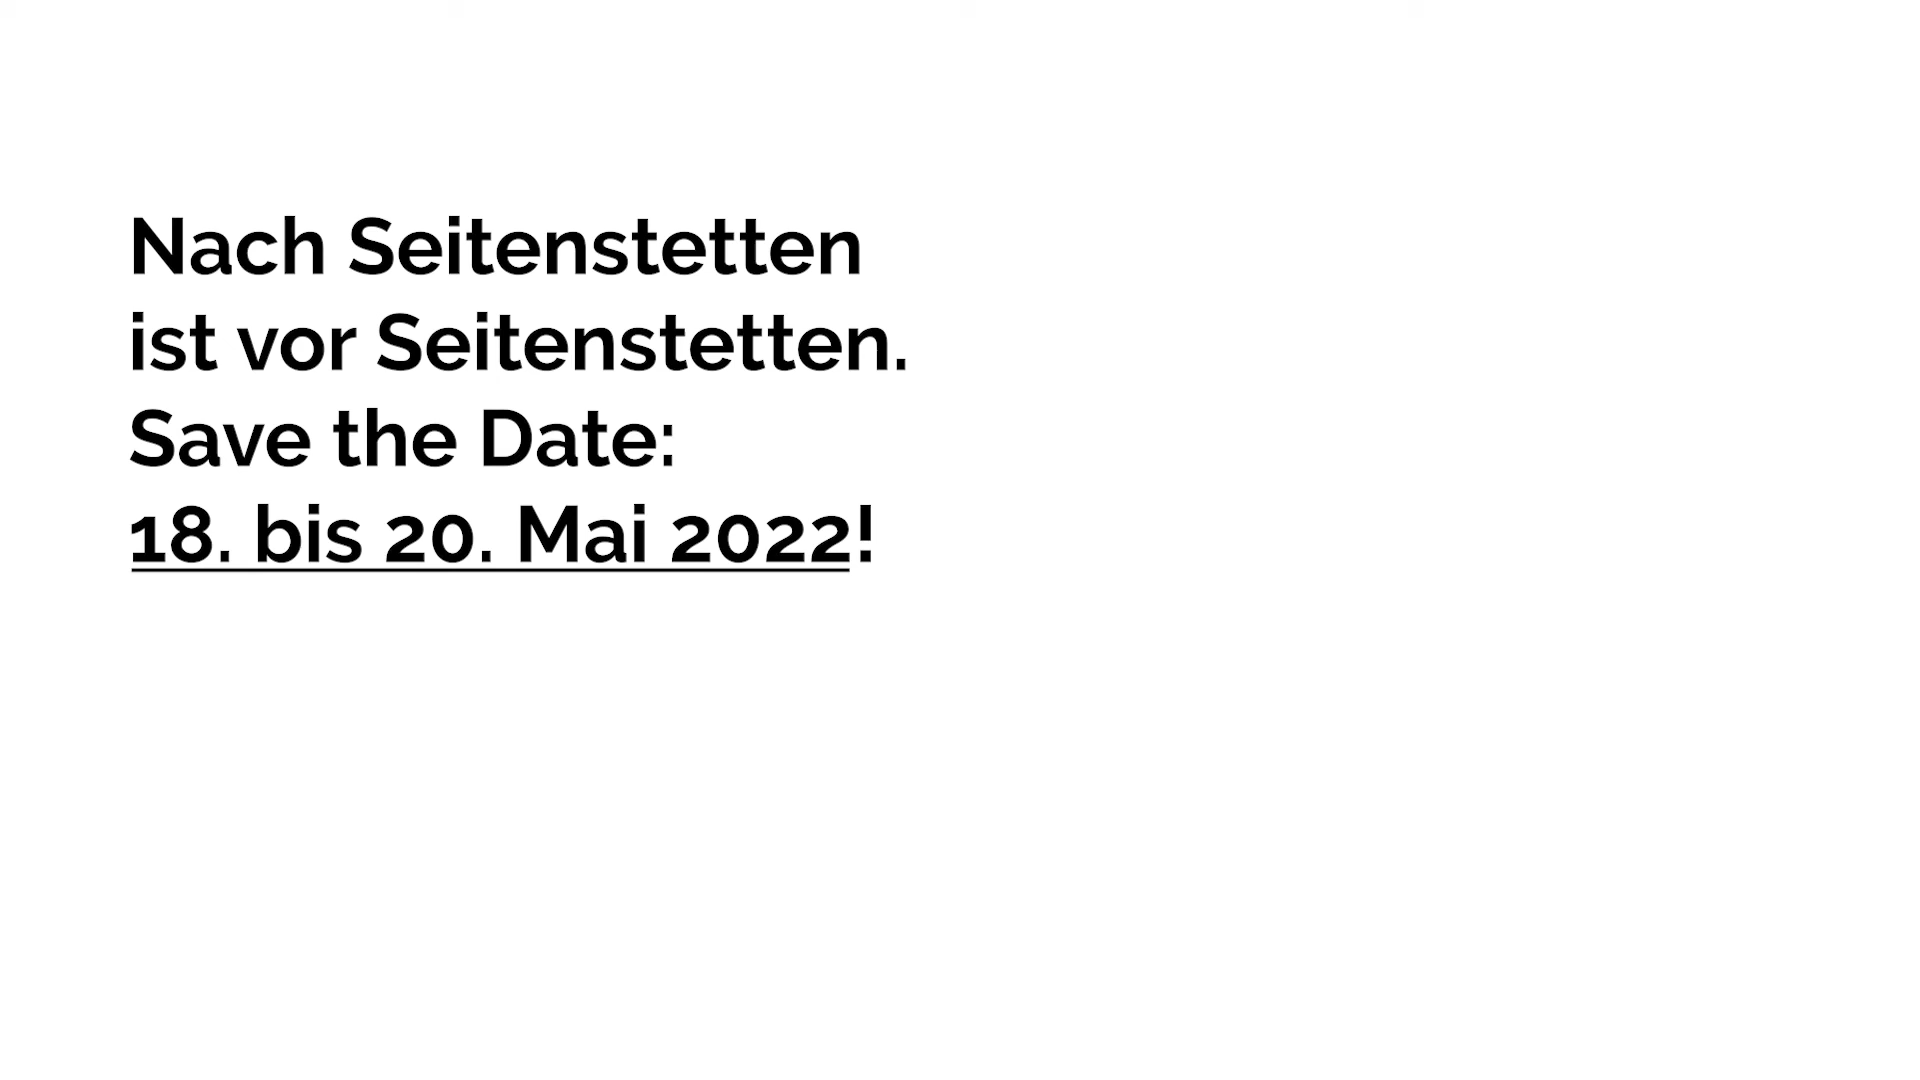 Nach Seitenstetten
ist vor Seitenstetten.
Save the Date:
18. bis 20. Mai 2022!